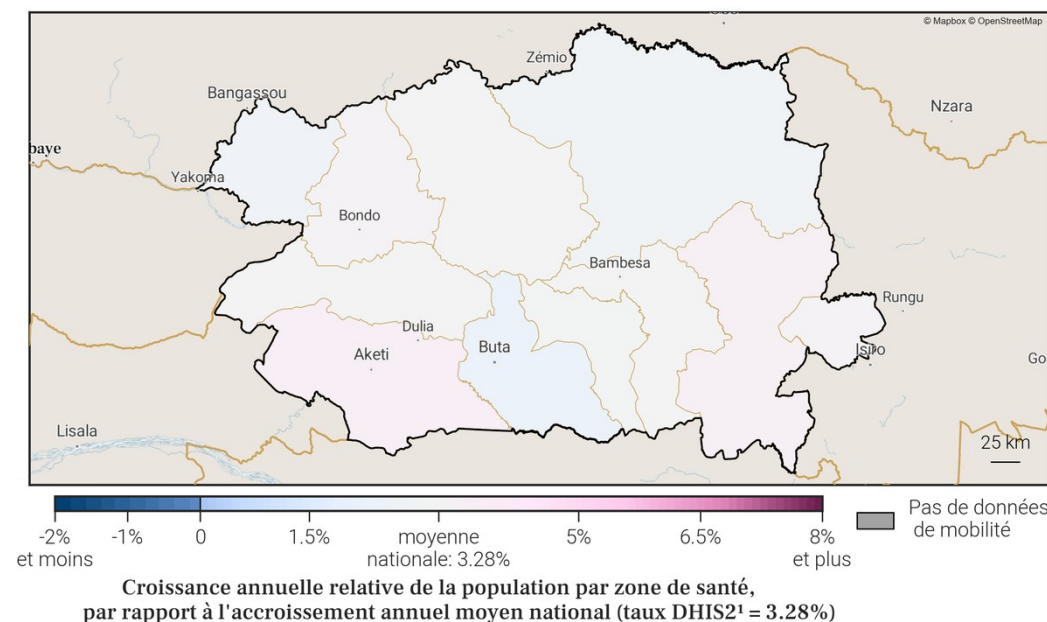 © Mapbox © OpenStreetMap
Zémio
Bangassou
Nzara
baye
Yakoma
Bondo
Bambesa
Rungu
Dulia
Buta
Aketi
Isiro
Go
Lisala
25 km
-2%
et moins
-1%
0
1.5%
moyenne
nationale: 3.28%
5%
6.5%
8%
et plus
Pas de données
de mobilité
Croissance annuelle relative de la population par zone de santé,
par rapport à l'accroissement annuel moyen national (taux DHIS2¹ = 3.28%)